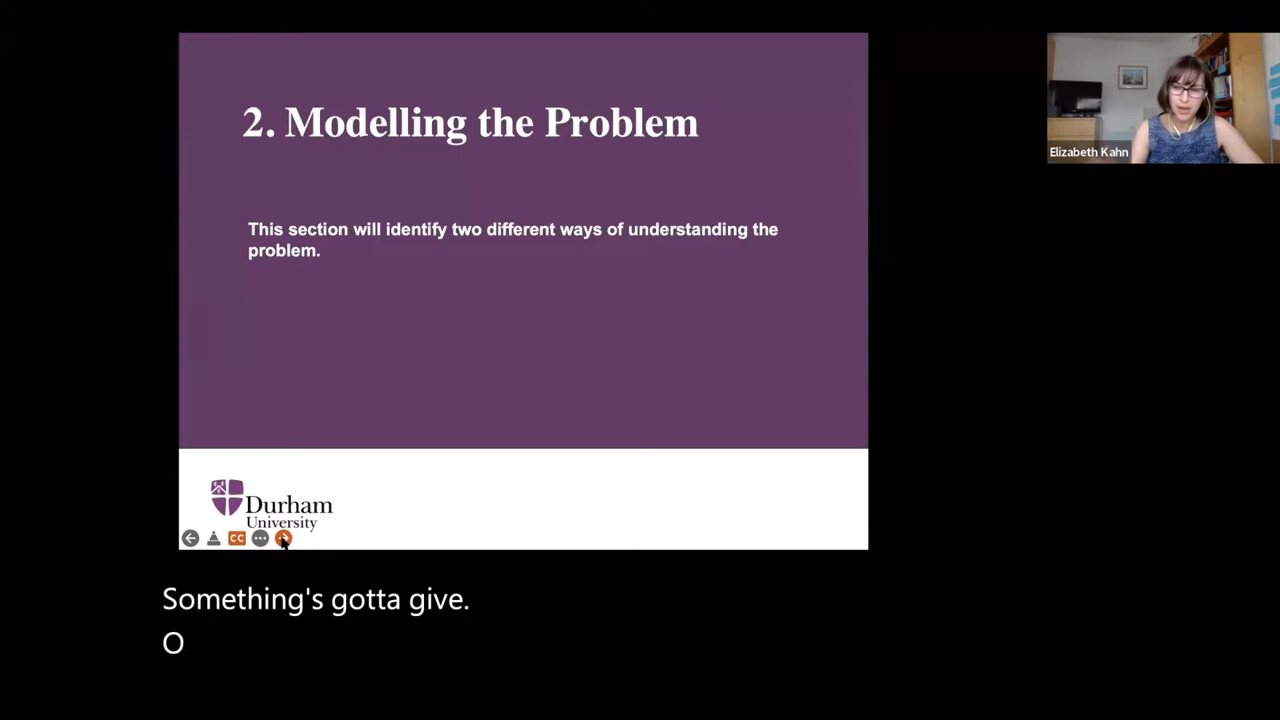 2. Modelling the Problem
Elizabeth Kahn
This section will identify two different ways of understanding the
problem.
Durham
University
CC
Something's gotta give.
O